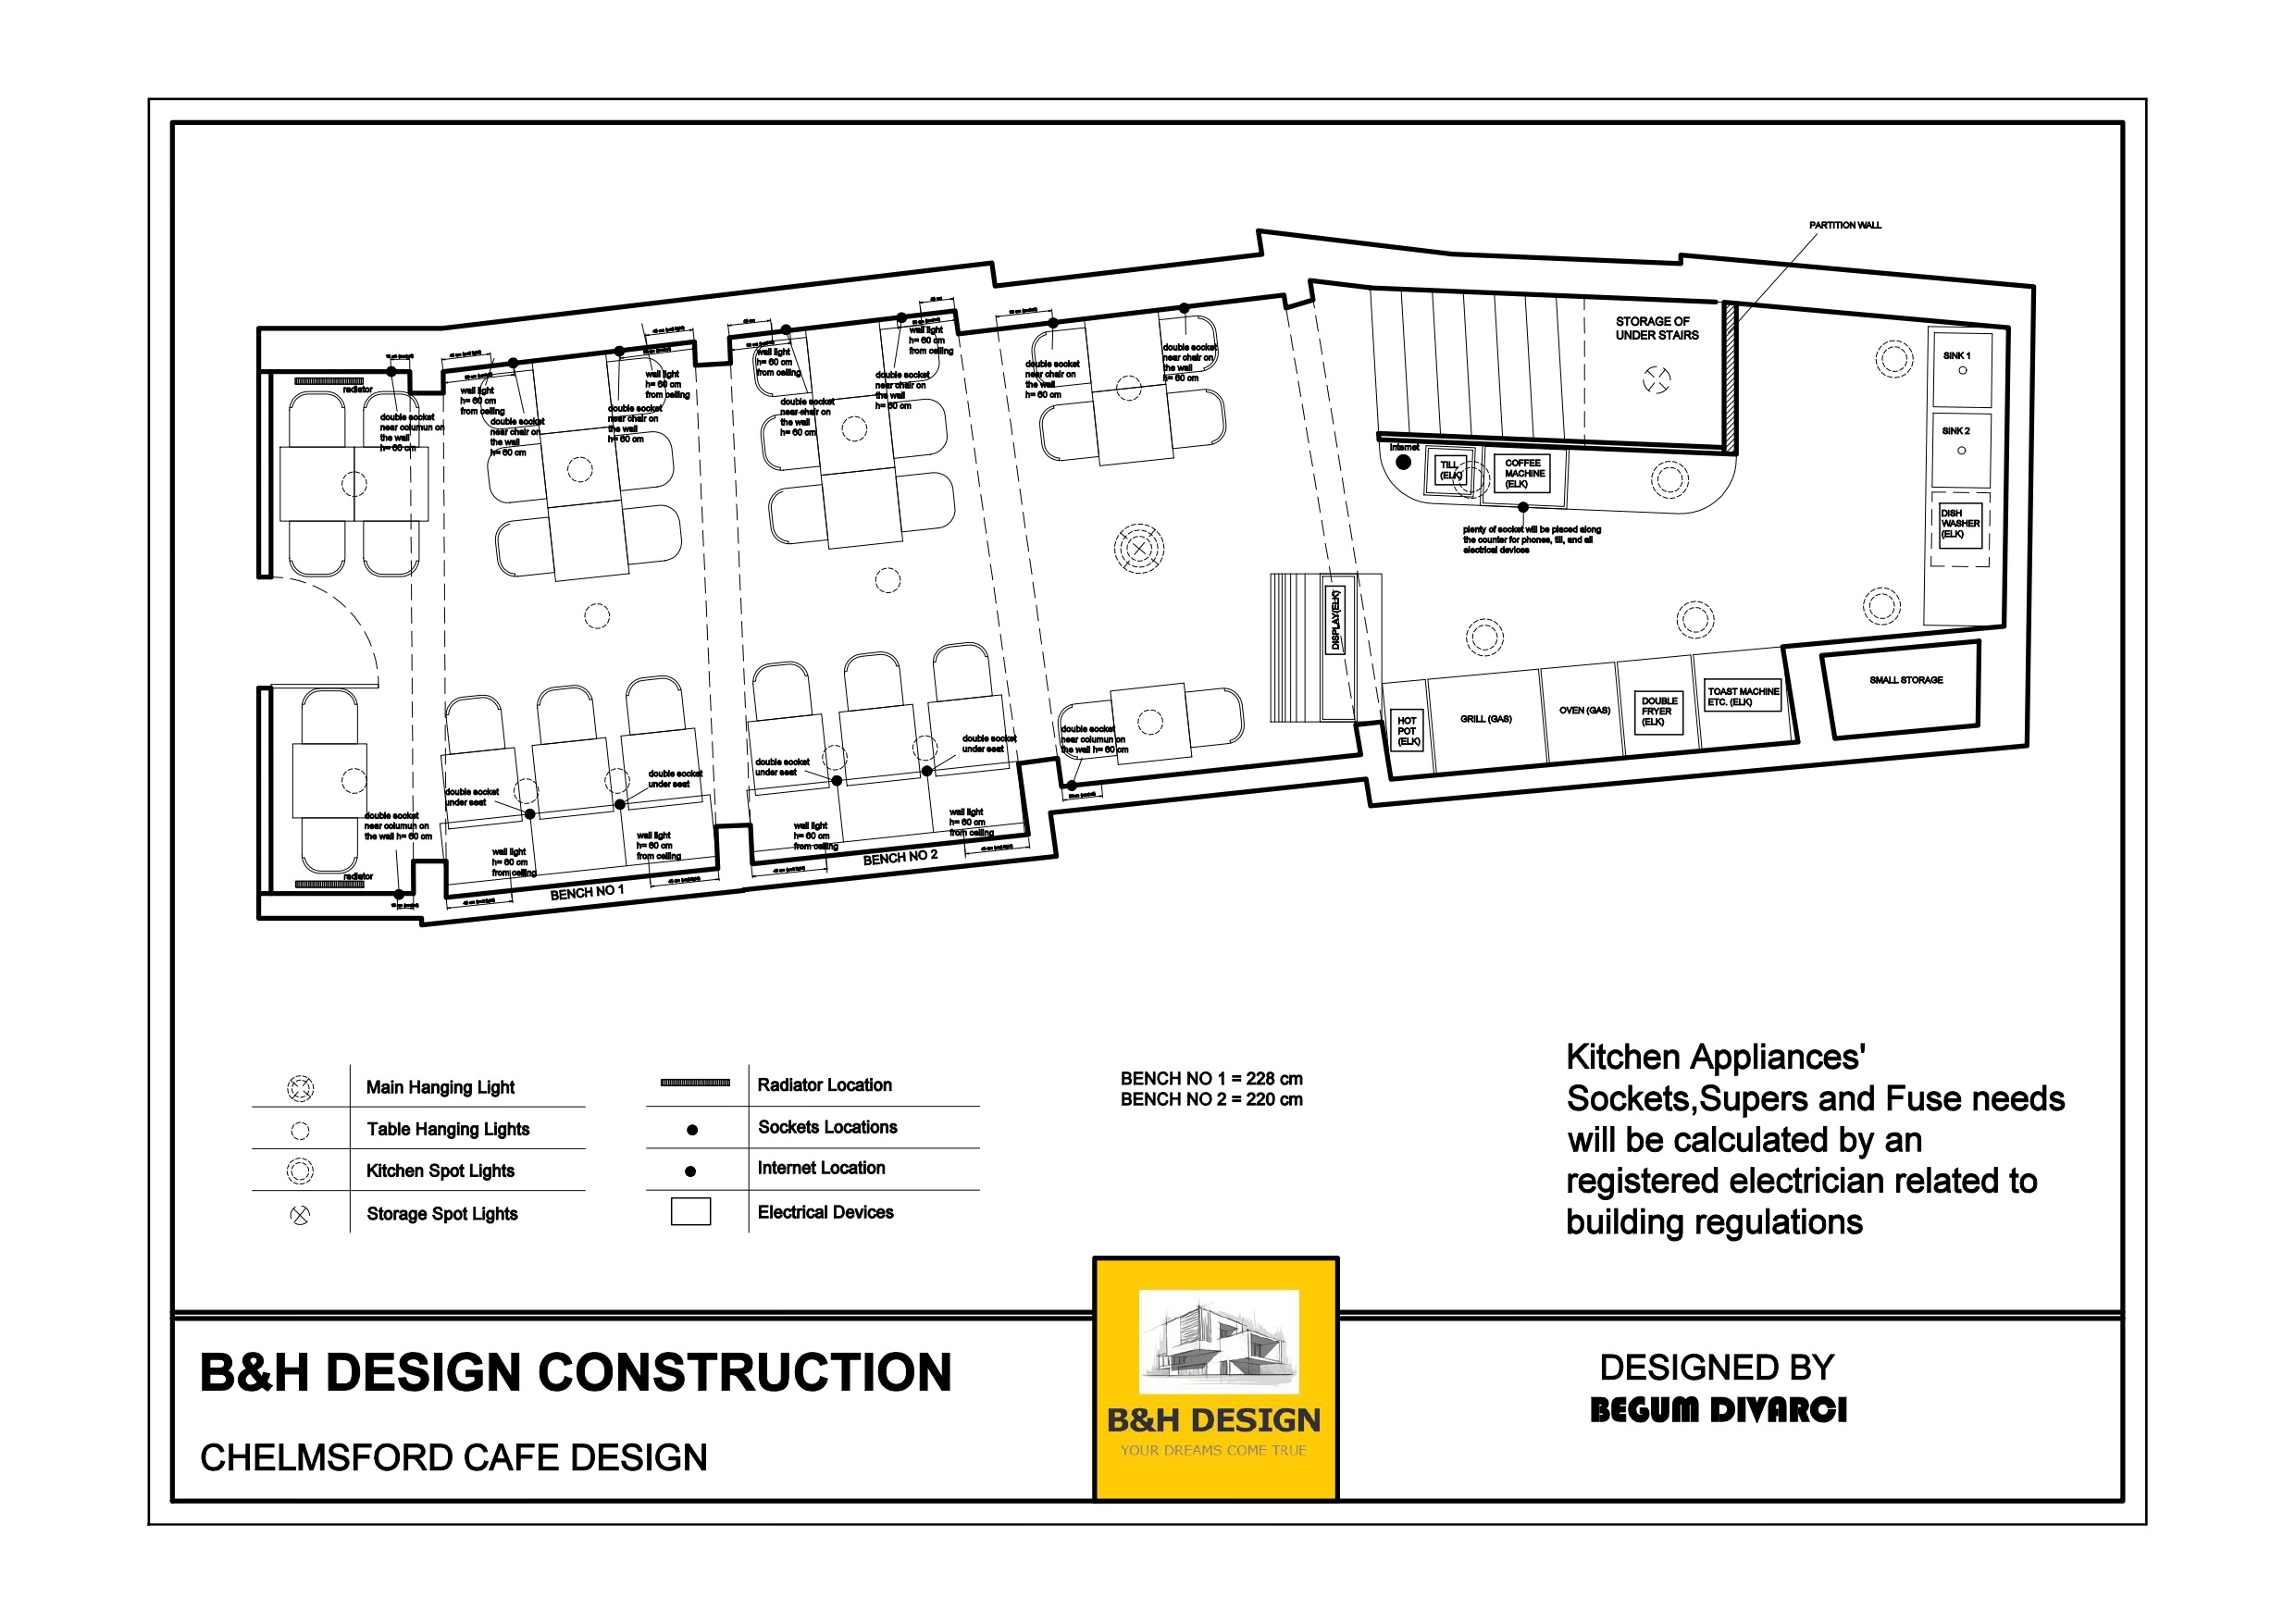 PARTITION WALL
STORAGE OF
UNDER STAIRS
SINK 1
SINK 2
DISH
WASHER
(ELK)
Internet
TILL
(ELK)
COFFEE
MACHINE
(ELK)
plenty of socket will be placed along
the counter for phones, till, and all
electrical devices
radiator
double socket
near columun on
the wall
h= 60 cm
wall light
h= 60 cm
from ceiling
double socket
near chair on
the wall
h= 60 cm
wall light
h= 60 cm
from ceiling
double socket
near chair on
the wall
h= 60 cm
wall light
h= 60 cm
from ceiling
double socket
near chair on
the wall
h= 60 cm
wall light
h= 60 cm
from ceiling
double socket
near chair on
the wall
h= 60 cm
double socket
near chair on
the wall
h= 60 cm
double socket
near chair on
the wall
h= 60 cm
DISPLAY(ELK)
HOT
POT
(ELK)
GRILL (GAS)
OVEN (GAS)
DOUBLE
FRYER
(ELK)
TOAST MACHINE
ETC. (ELK)
SMALL STORAGE
double socket
near columun on
the wall h= 60 cm
double socket
under seat
double socket
under seat
double socket
under seat
double socket
under seat
double socket
near columun on
the wall h= 60 cm
radiator
wall light
h= 60 cm
from ceiling
wall light
h= 60 cm
from ceiling
wall light
h= 60 cm
from ceiling
wall light
h= 60 cm
from ceiling
BENCH NO 1
BENCH NO 2
Main Hanging Light
Table Hanging Lights
Kitchen Spot Lights
Storage Spot Lights
Radiator Location
Sockets Locations
Internet Location
Electrical Devices
BENCH NO 1 = 228 cm
BENCH NO 2 = 220 cm
Kitchen Appliances'
Sockets,Supers and Fuse needs
will be calculated by an
registered electrician related to
building regulations
B&H DESIGN CONSTRUCTION
CHELMSFORD CAFE DESIGN
B&H DESIGN
YOUR DREAMS COME TRUE
DESIGNED BY
BEGUM DIVARCI